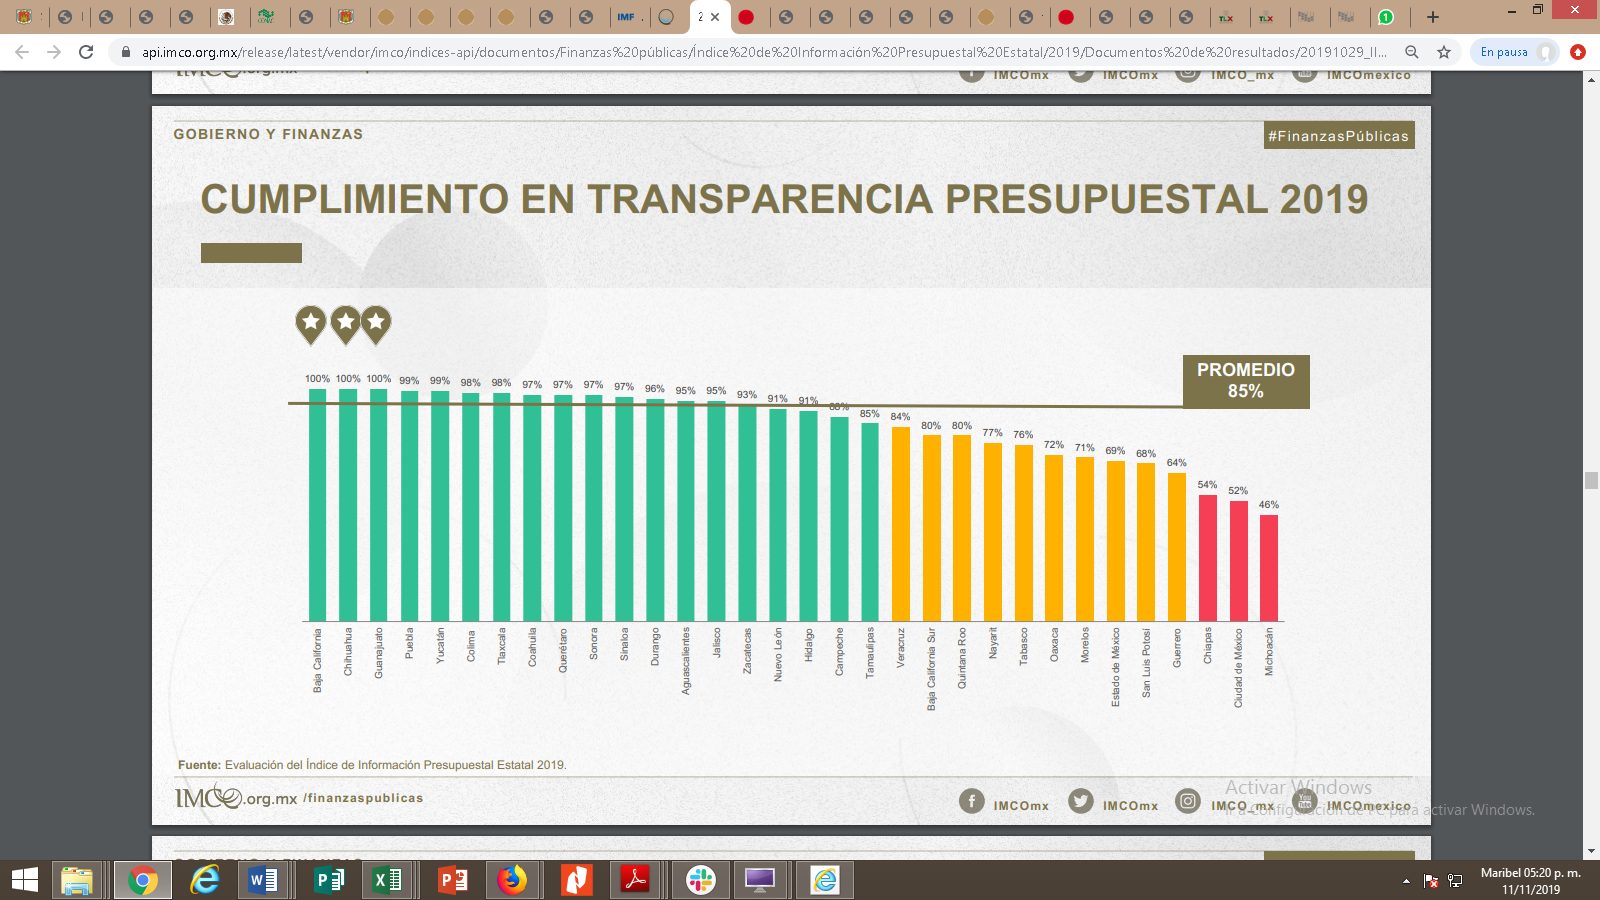 IMF
2
En pausa
api.imco.org.mx/release/latest/vendor/imco/indices-api/documentos/Finanzas%20públicas/Índice%20de%20Información%20Presupuestal%20Estatal/2019/Documentos%20de%20resultados/20191029_II...
IMCOmx IMCOmx IMCO_mx IMCOmexico
GOBIERNO Y FINANZAS
#FinanzasPúblicas
CUMPLIMIENTO EN TRANSPARENCIA PRESUPUESTAL 2019
PROMEDIO
85%
100% 100% 100% 99% 99% 98% 98% 97% 97% 97% 97% 96% 95% 95% 93% 91% 91% 85% 84% 80% 80% 77% 76% 72% 71% 69% 68% 64% 54% 52% 46%
Baja California
Chihuahua
Guanajuato
Puebla
Yucatán
Colima
Tlaxcala
Coahuila
Querétaro
Sonora
Sinaloa
Durango
Aguascalientes
Jalisco
Zacatecas
Nuevo León
Hidalgo
Campeche
Tamaulipas
Veracruz
Baja California Sur
Quintana Roo
Nayarit
Tabasco
Oaxaca
Morelos
Estado de México
San Luis Potosí
Guerrero
Chiapas
Ciudad de México
Michoacán
Fuente: Evaluación del Índice de Información Presupuestal Estatal 2019.
IMCO.org.mx /finanzaspublicas
IMCOmx IMCOmx IMCO_mx IMCOmexico
Activar Windows
Ir a configuración de PC para activar Windows.
Maribel 05:20 p. m.
11/11/2019